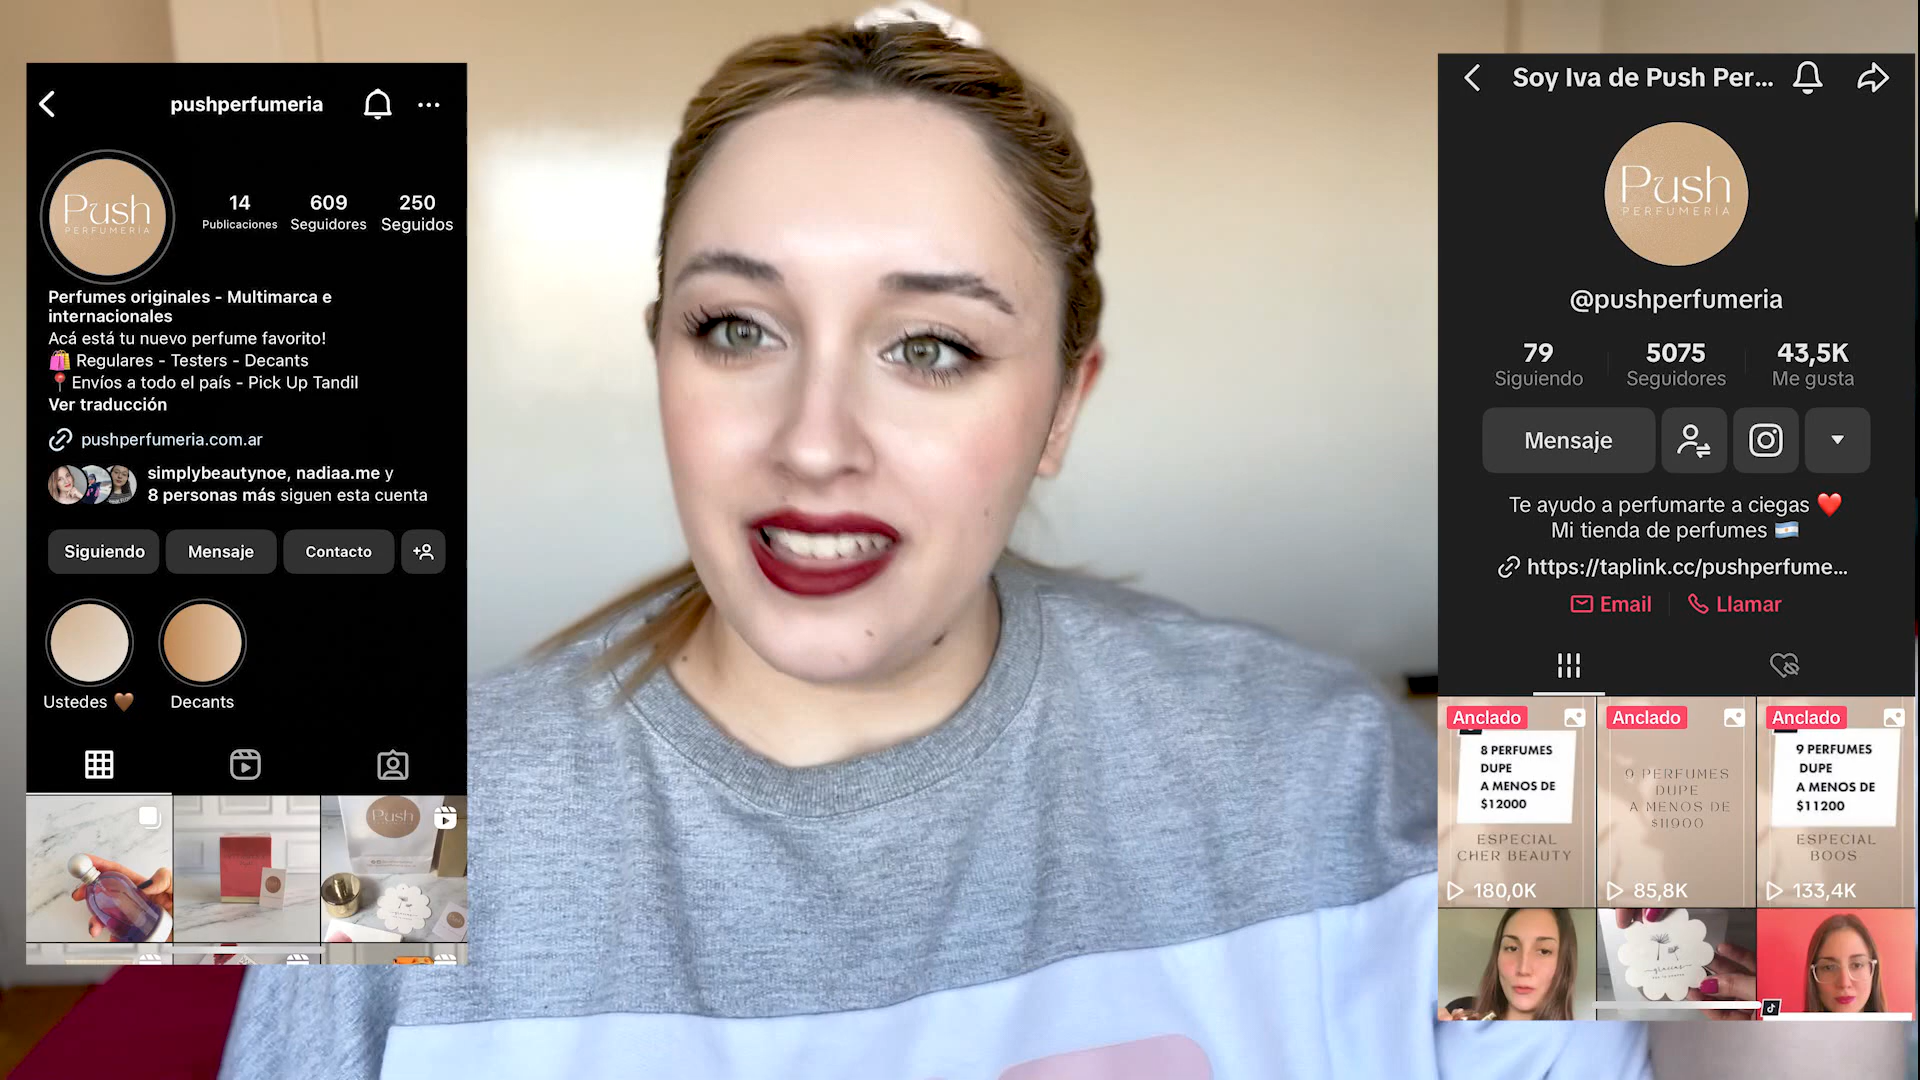 pushperfumeria
Push
PERFUMERÍA
14
Publicaciones
609
Seguidores
250
Seguidos
Perfumes originales - Multimarca e
internacionales
Acá está tu nuevo perfume favorito!
Regulares - Testers - Decants
Envíos a todo el país - Pick Up Tandil
Ver traducción
pushperfumeria.com.ar
simplybeautynoe, nadiaa.me y
8 personas más siguen esta cuenta
Siguiendo
Mensaje
Contacto
Ustedes
Decants
Push
Soy Iva de Push Per...
Push
PERFUMERÍA
@pushperfumeria
79
Siguiendo
5075
Seguidores
43,5K
Me gusta
Mensaje
Te ayudo a perfumarte a ciegas
Mi tienda de perfumes
https://taplink.cc/pushperfume...
Email
Llamar
Anclado
8 PERFUMES
DUPE
A MENOS DE
$12000
ESPECIAL
CHER BEAUTY
180,0K
Anclado
9 PERFUMES
DUPE
A MENOS DE
$11900
85,8K
Anclado
9 PERFUMES
DUPE
A MENOS DE
$11200
ESPECIAL
BOOS
133,4K
gracias